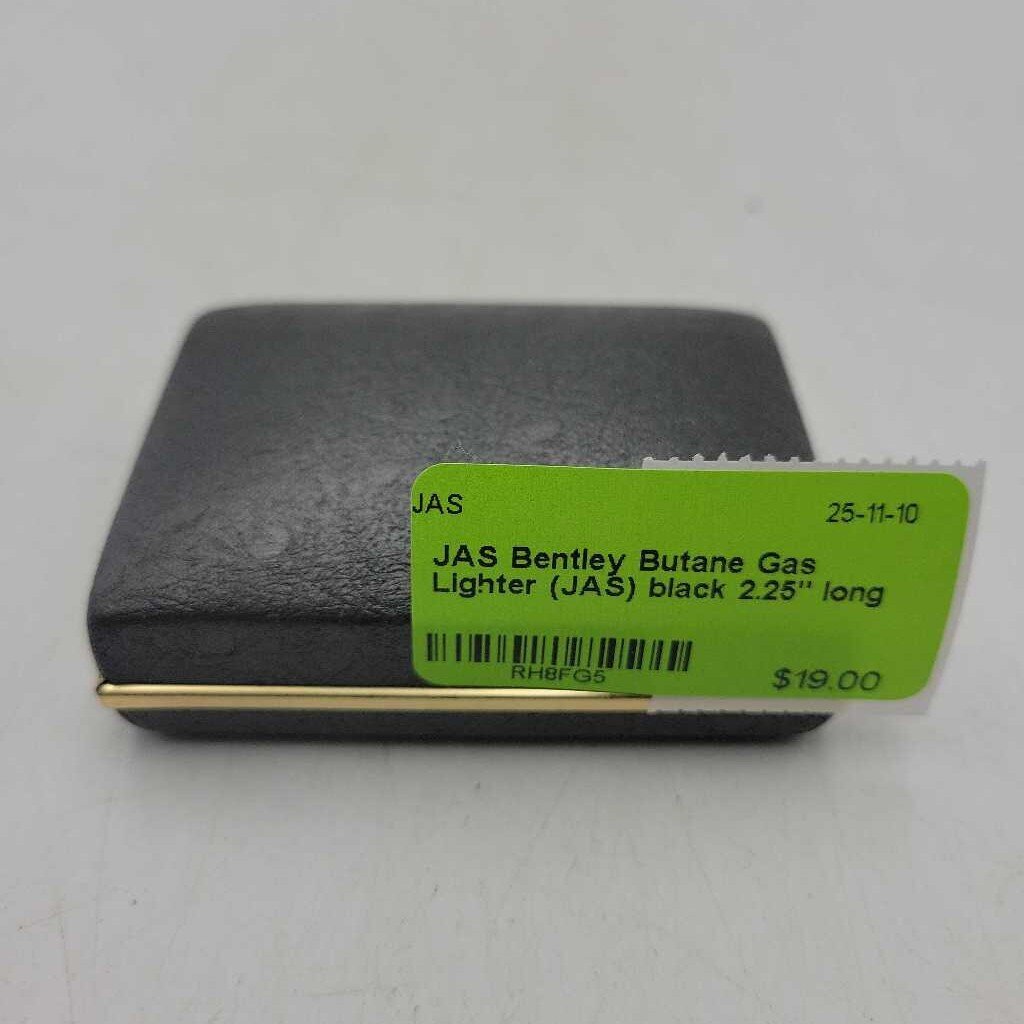 JAS 25-11-10
JAS Bentley Butane Gas
Lighter (JAS) black 2.25" long
RH8FG5
$19.00